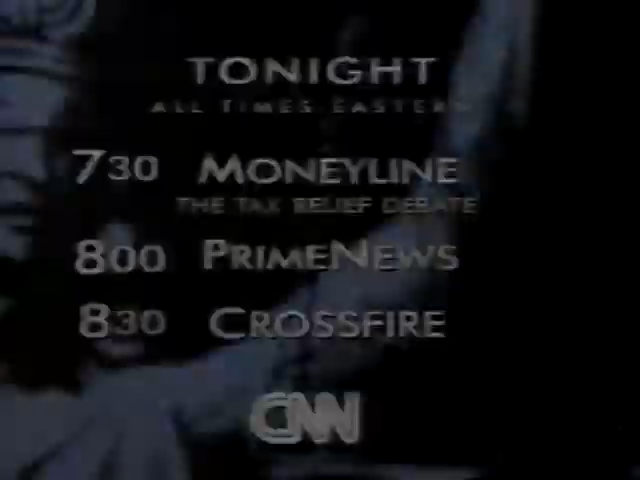 TONIGHT
ALL TIMES EASTERN
730 MONEYLINE
THE TAX RELIEF DEBATE
800 PRIMENEWS
830 CROSSFIRE
CNN